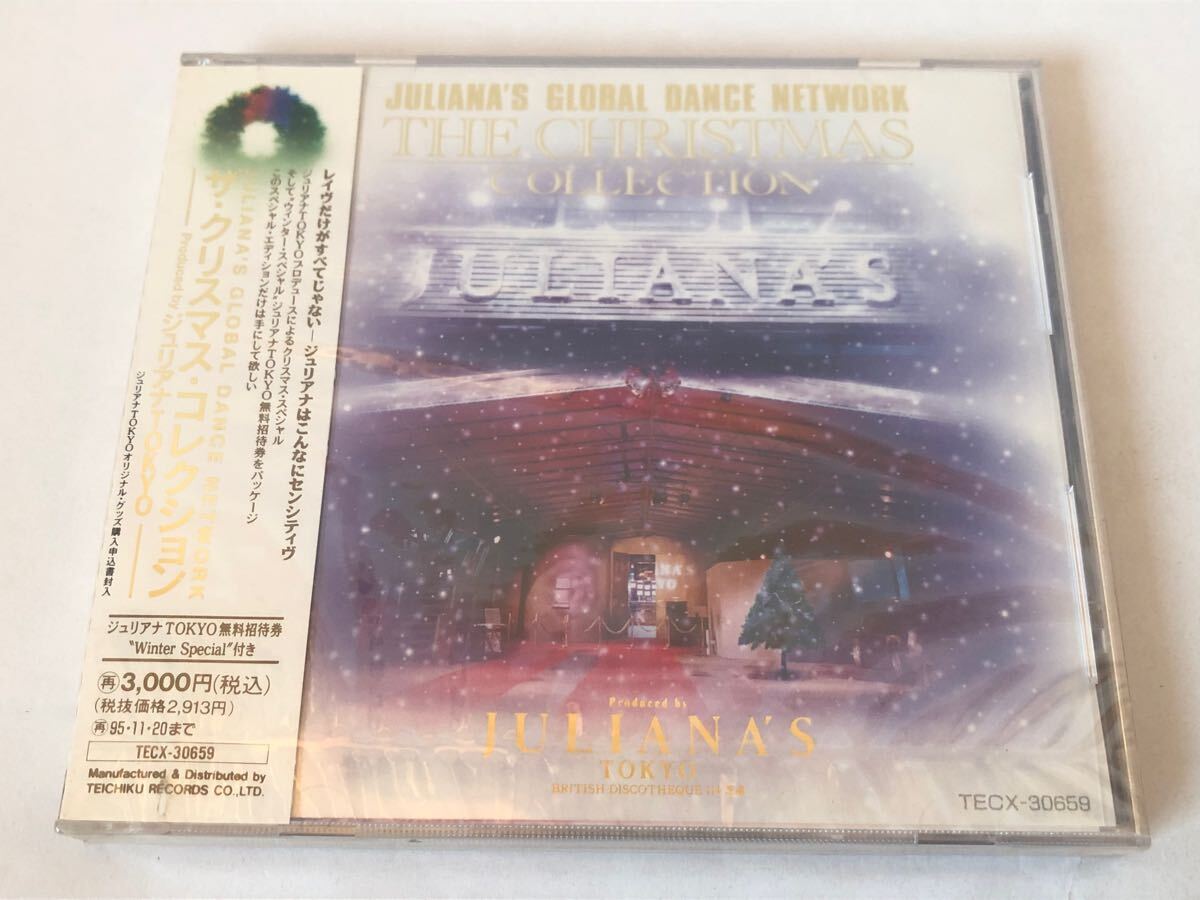 JULIANA'S GLOBAL DANCE NETWORK
THE CHRISTMAS
COLLECTION
JULIANA'S
Produced by
JULIANA'S
TOKYO
BRITISH DISCOTHEQUE IN 芝浦
TECX-30659
レイヴだけがすべてじゃない─ジュリアナはこんなにセンシティヴ
ジュリアナTOKYOプロデュースによるクリスマス・スペシャル
そして“ウィンター・スペシャル”ジュリアナTOKYO無料招待券をパッケージ
このスペシャル・エディションだけは手にして欲しい
JULIANA'S GLOBAL DANCE NETWORK
ザ・クリスマス・コレクション
Produced by ジュリアナTOKYO
ジュリアナTOKYOオリジナル・グッズ購入申込書封入
ジュリアナTOKYO無料招待券
“Winter Special”付き
再3,000円(税込)
(税抜価格2,913円)
再95・11・20まで
TECX-30659
Manufactured & Distributed by
TEICHIKU RECORDS CO.,LTD.